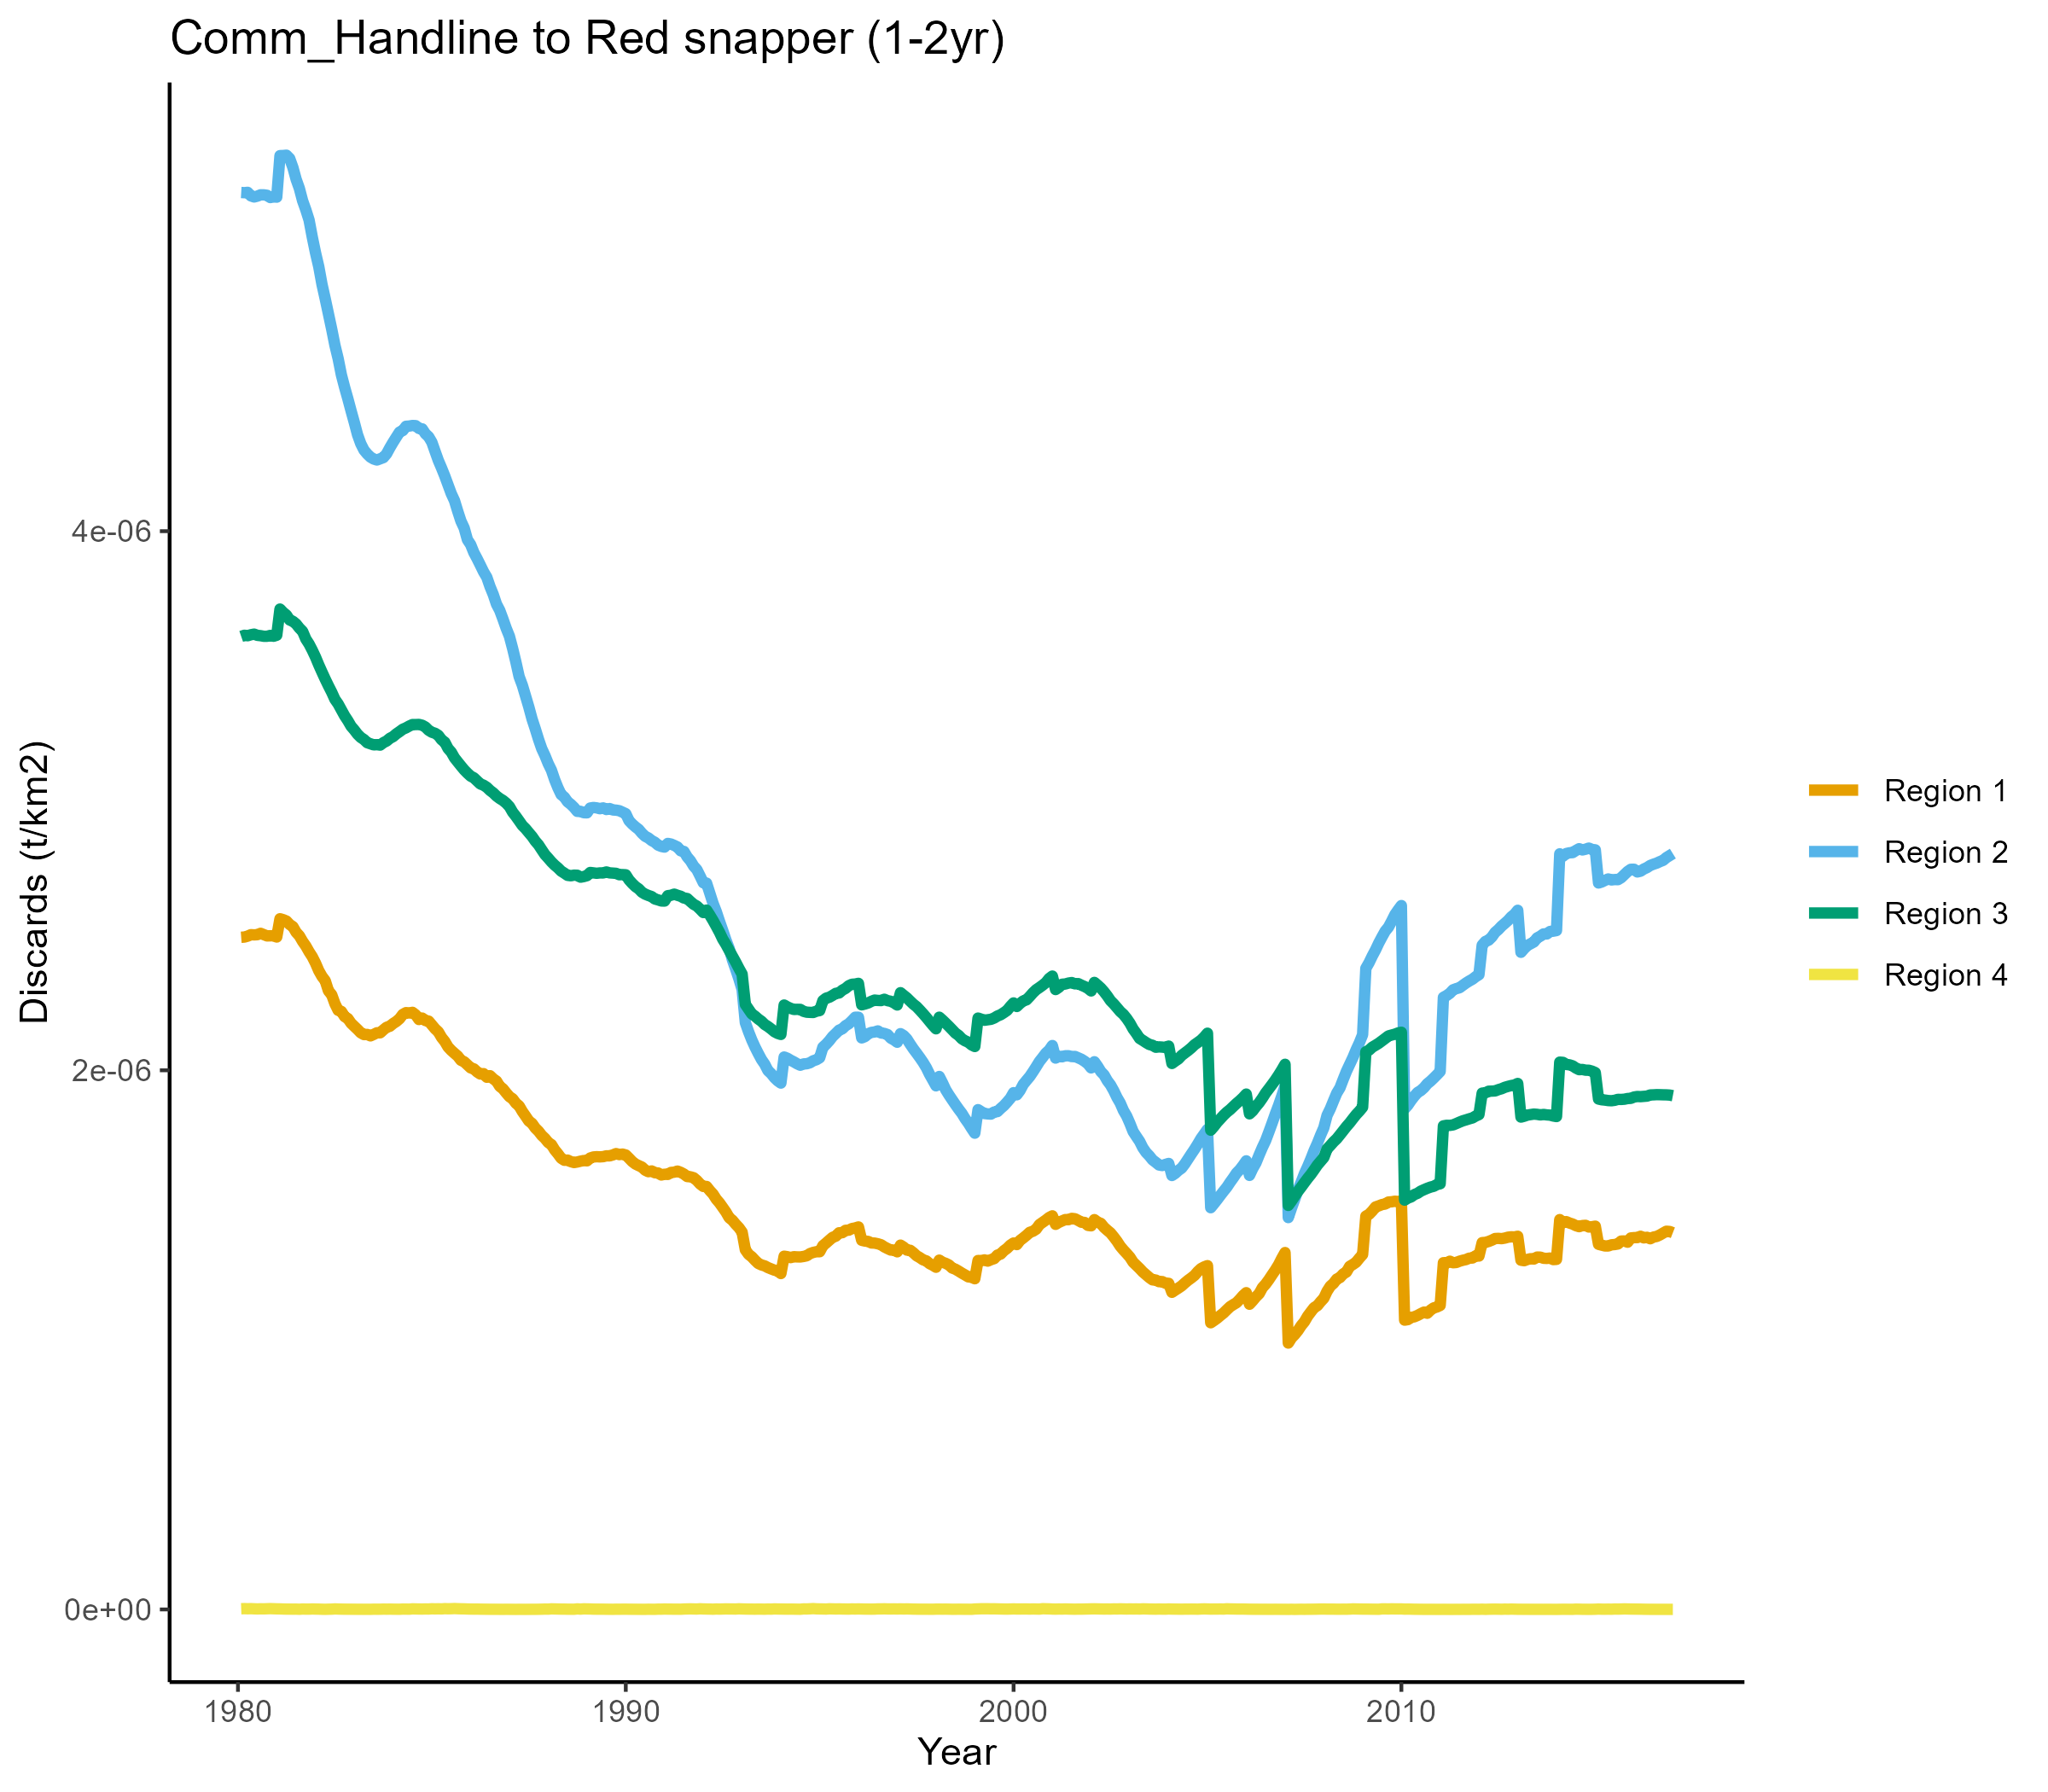 Comm_Handline to Red snapper (1-2yr)
Discards (t/km2)
4e-06
2e-06
0e+00
1980
1990
2000
2010
Year
Region 1
Region 2
Region 3
Region 4